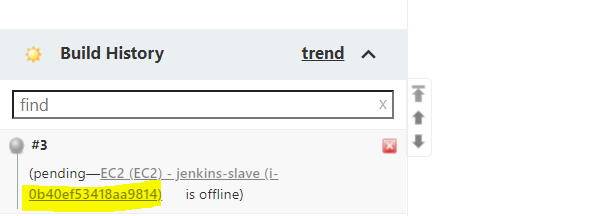 Build History trend
find x
#3
(pending—EC2 (EC2) - jenkins-slave (i-
0b40ef53418aa9814) is offline)